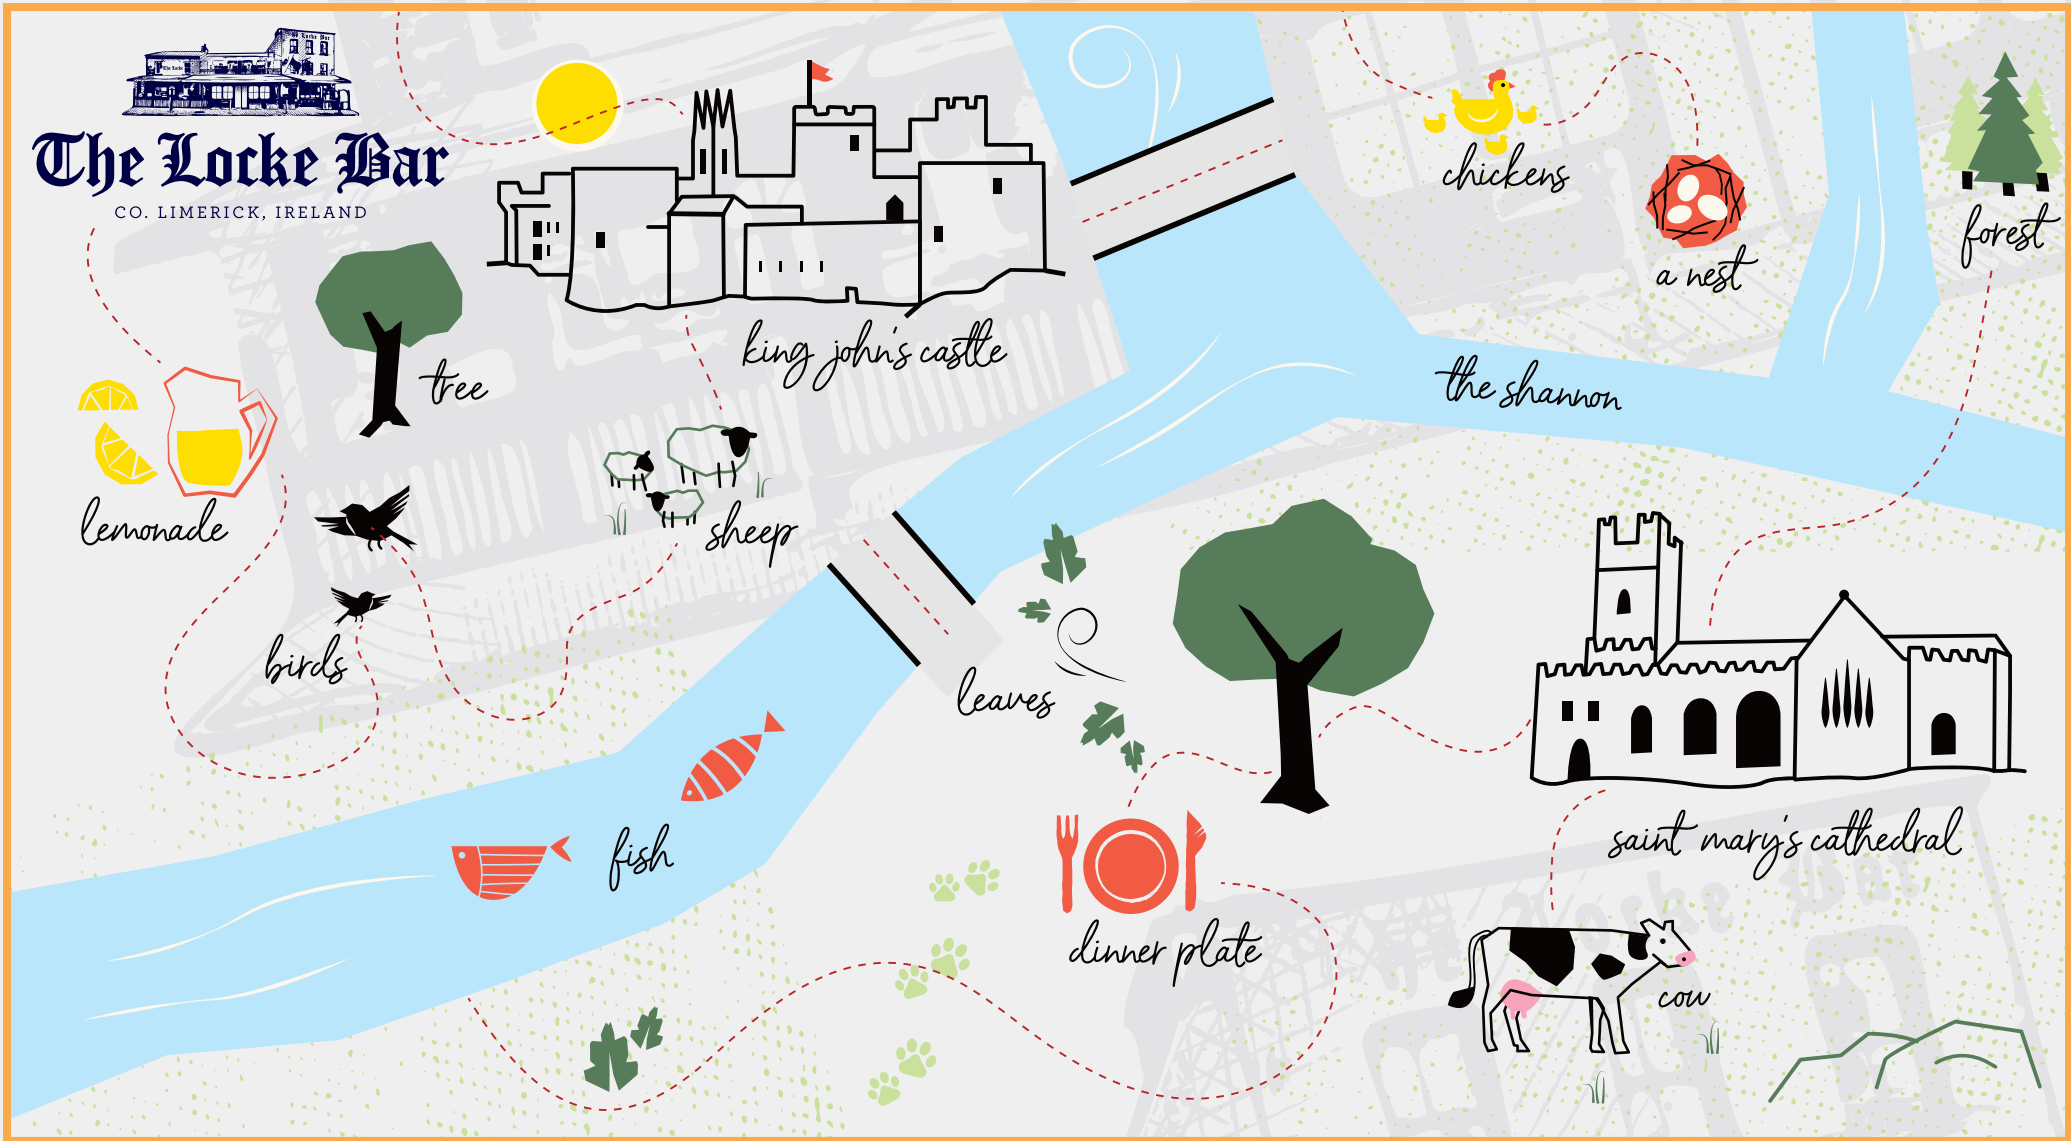 The Locke Bar
CO. LIMERICK, IRELAND
chickens
a nest
forest
tree
king john's castle
the shannon
lemonade
sheep
birds
leaves
fish
saint mary's cathedral
dinner plate
cow